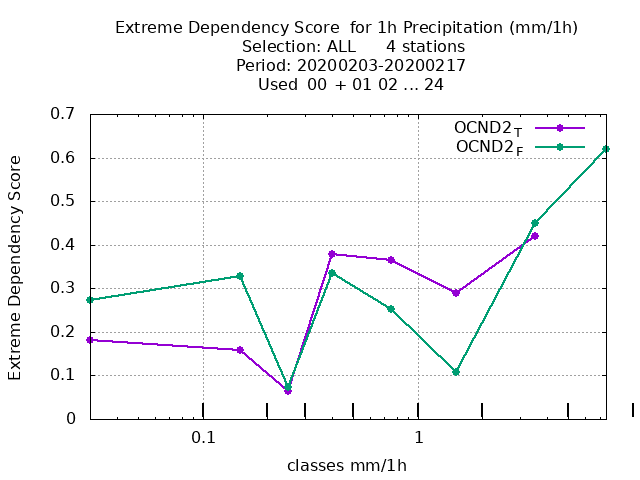 Extreme Dependency Score  for 1h Precipitation (mm/1h)
Selection: ALL      4 stations
Period: 20200203-20200217
Used  00  + 01 02 ... 24
OCND2_T
OCND2_F
0.7
0.6
0.5
0.4
0.3
0.2
0.1
0
Extreme Dependency Score
0.1 1
classes mm/1h